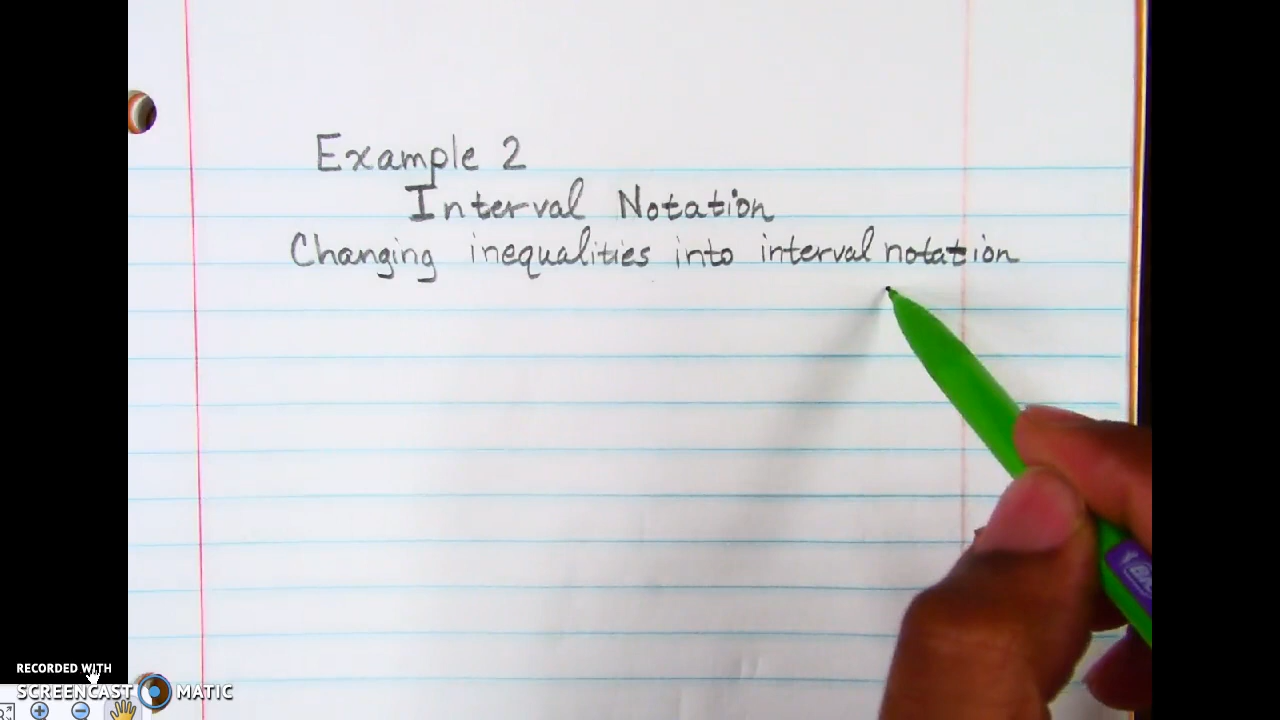 Example 2
Interval Notation
Changing inequalities into interval notation
RECORDED WITH
SCREENCAST MATIC